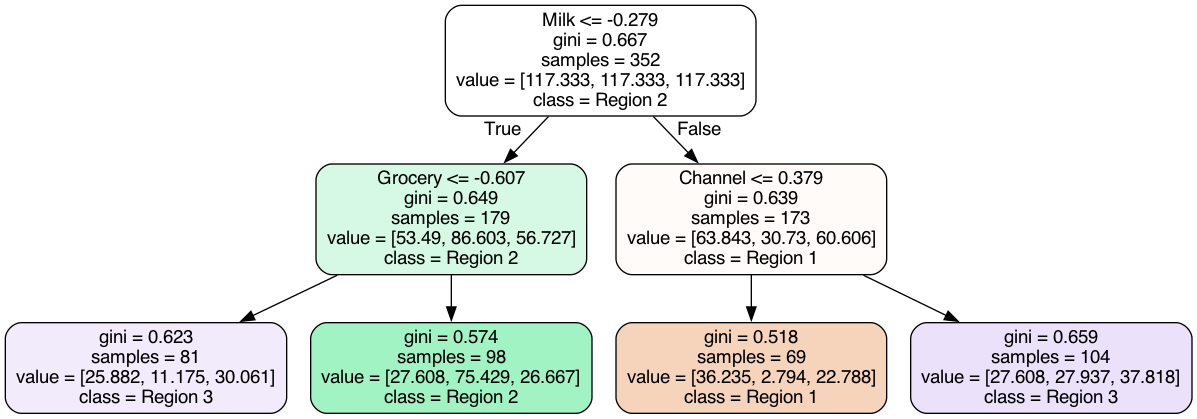 Milk <= -0.279
gini = 0.667
samples = 352
value = [117.333, 117.333, 117.333]
class = Region 2
True
False
Grocery <= -0.607
gini = 0.649
samples = 179
value = [53.49, 86.603, 56.727]
class = Region 2
Channel <= 0.379
gini = 0.639
samples = 173
value = [63.843, 30.73, 60.606]
class = Region 1
gini = 0.623
samples = 81
value = [25.882, 11.175, 30.061]
class = Region 3
gini = 0.574
samples = 98
value = [27.608, 75.429, 26.667]
class = Region 2
gini = 0.518
samples = 69
value = [36.235, 2.794, 22.788]
class = Region 1
gini = 0.659
samples = 104
value = [27.608, 27.937, 37.818]
class = Region 3